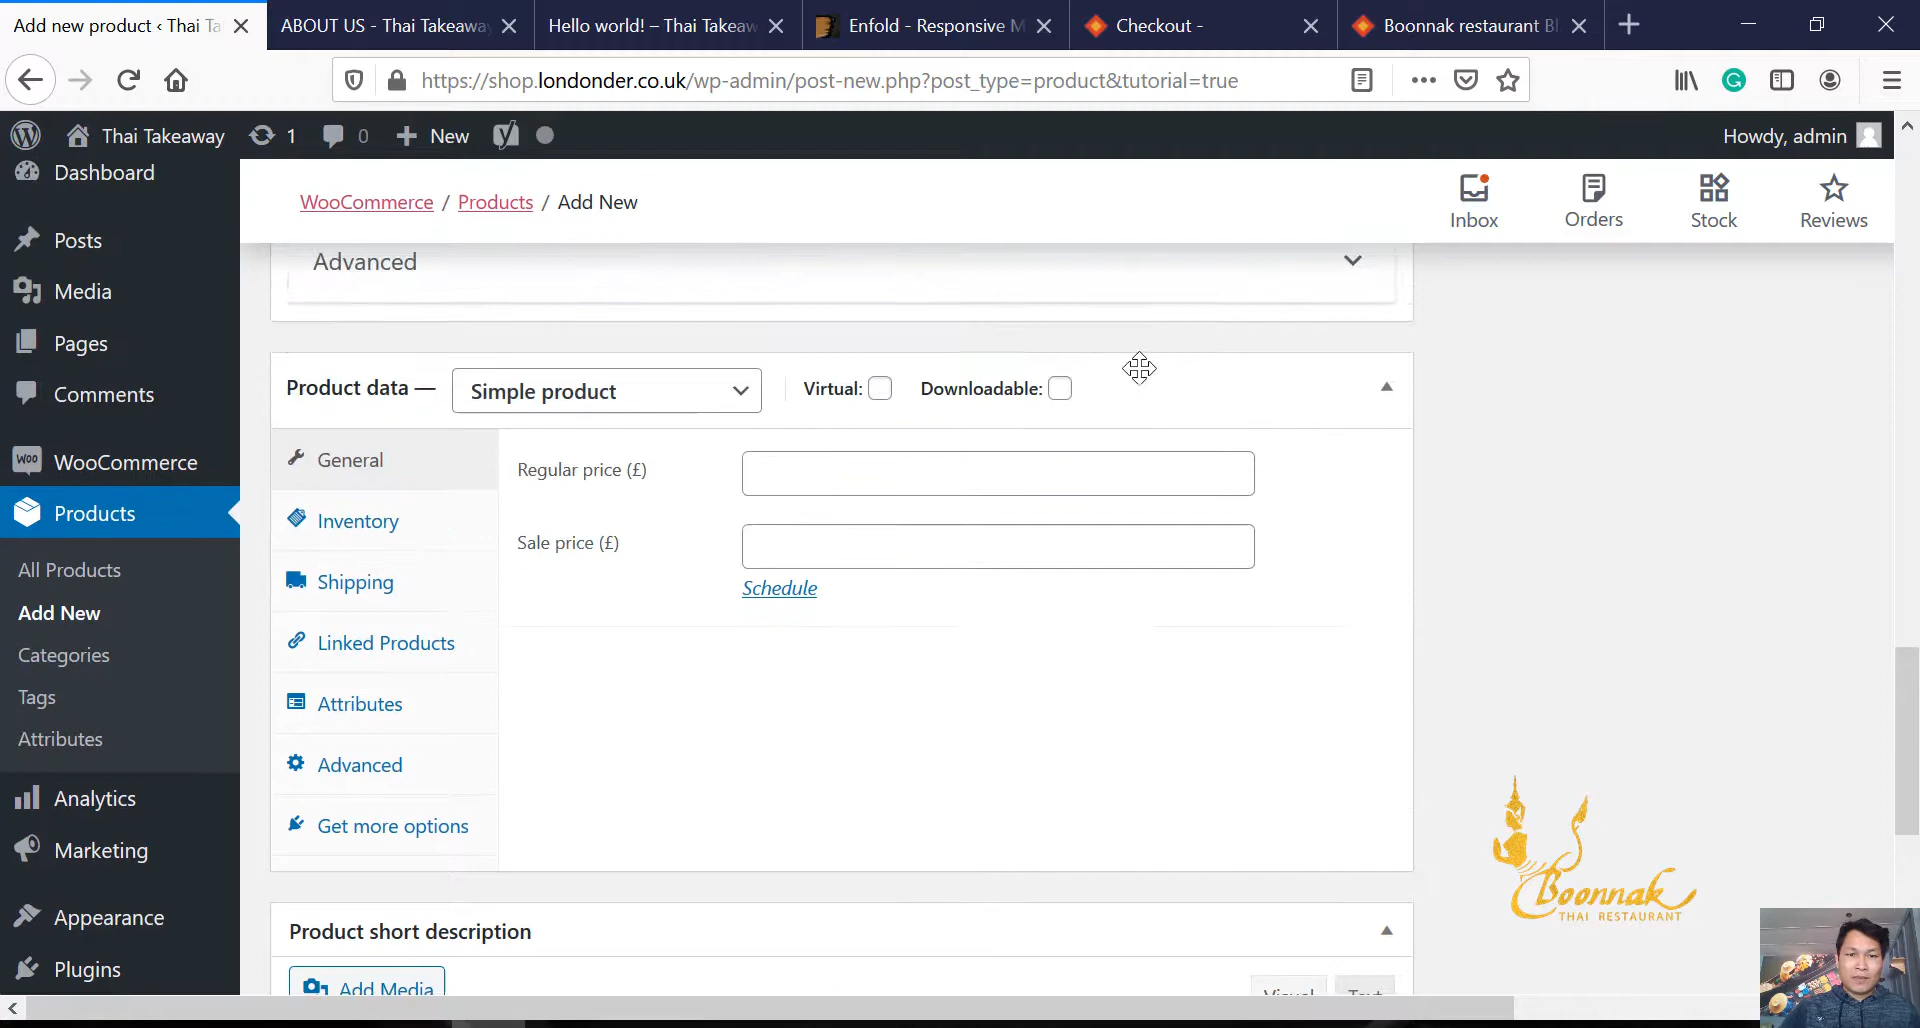 Add new product ‹ Thai Ta
ABOUT US - Thai Takeaway
Hello world! – Thai Takeaw
Enfold - Responsive M
Checkout -
Boonnak restaurant Bl
https://shop.londonder.co.uk/wp-admin/post-new.php?post_type=product&tutorial=true
Thai Takeaway
1
0
New
Howdy, admin
Dashboard
Posts
Media
Pages
Comments
WooCommerce
Products
All Products
Add New
Categories
Tags
Attributes
Analytics
Marketing
Appearance
Plugins
WooCommerce / Products / Add New
Inbox
Orders
Stock
Reviews
Advanced
Product data —
Simple product
Virtual:
Downloadable:
General
Inventory
Shipping
Linked Products
Attributes
Advanced
Get more options
Regular price (£)
Sale price (£)
Schedule
Product short description
Add Media
Visual
Text
Boonnak
THAI RESTAURANT